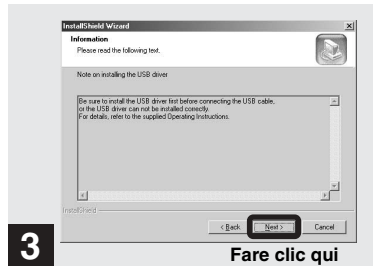 InstallShield Wizard
Information
Please read the following text.
Note on installing the USB driver
Be sure to install the USB driver first before connecting the USB cable,
or the USB driver can not be installed correctly.
For details, refer to the supplied Operating Instructions.
InstallShield
< Back Next > Cancel
3
Fare clic qui